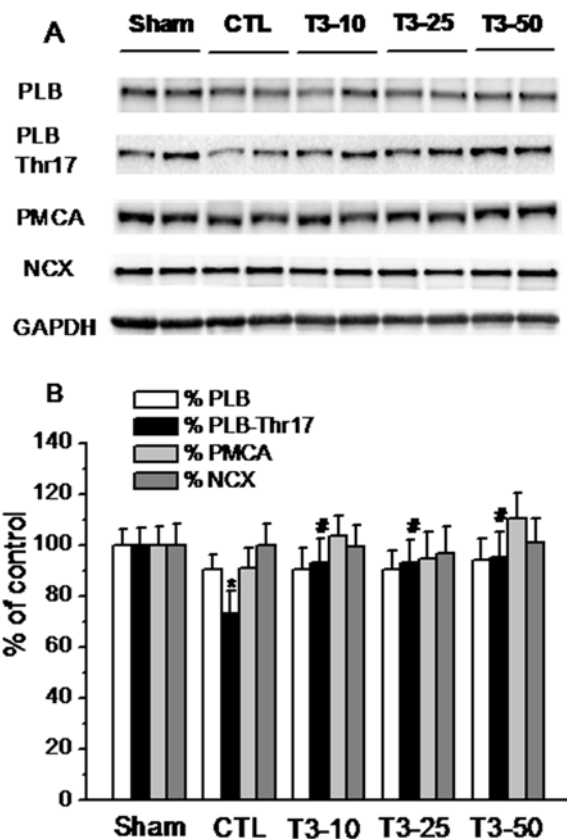 A
Sham CTL T3-10 T3-25 T3-50
PLB
PLB
Thr17
PMCA
NCX
GAPDH
B
% PLB
% PLB-Thr17
% PMCA
% NCX
% of control
140
120
100
80
60
40
20
0
*
#
#
#
Sham CTL T3-10 T3-25 T3-50